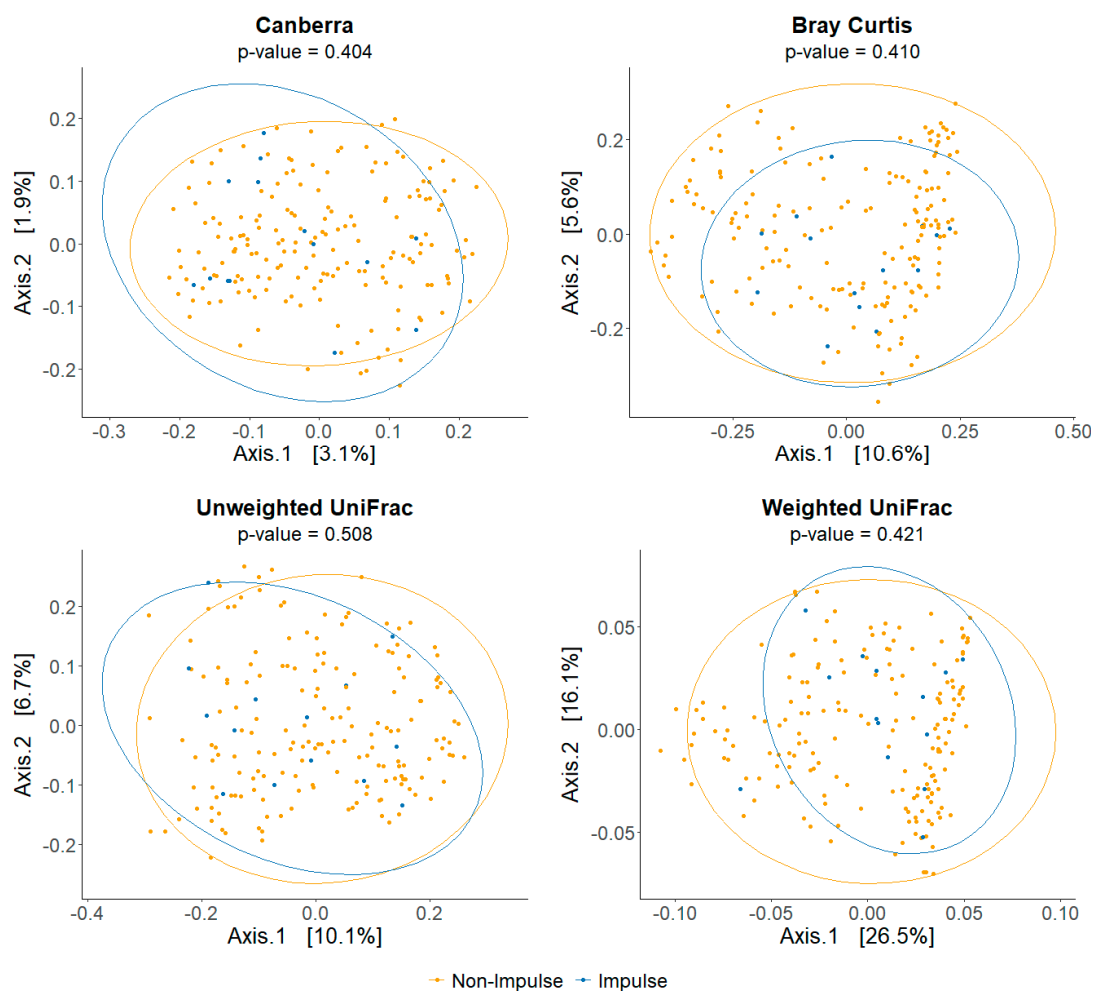 Canberra
p-value = 0.404
Axis.2 [1.9%]
0.2
0.1
0.0
-0.1
-0.2
-0.3
-0.2
-0.1
0.0
0.1
0.2
Axis.1 [3.1%]
Bray Curtis
p-value = 0.410
Axis.2 [5.6%]
0.2
0.0
-0.2
-0.25
0.00
0.25
0.50
Axis.1 [10.6%]
Unweighted UniFrac
p-value = 0.508
Axis.2 [6.7%]
0.2
0.1
0.0
-0.1
-0.2
-0.4
-0.2
0.0
0.2
Axis.1 [10.1%]
Weighted UniFrac
p-value = 0.421
Axis.2 [16.1%]
0.05
0.00
-0.05
-0.10
-0.05
0.00
0.05
0.10
Axis.1 [26.5%]
Non-Impulse
Impulse